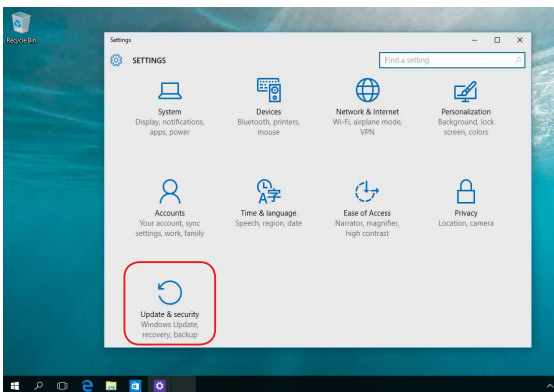 Recycle Bin
Settings
SETTINGS
Find a setting
System
Display, notifications,
apps, power
Devices
Bluetooth, printers,
mouse
Network & Internet
Wi-Fi, airplane mode,
VPN
Personalization
Background, lock
screen, colors
Accounts
Your account, sync
settings, work, family
Time & language
Speech, region, date
Ease of Access
Narrator, magnifier,
high contrast
Privacy
Location, camera
Update & security
Windows Update,
recovery, backup